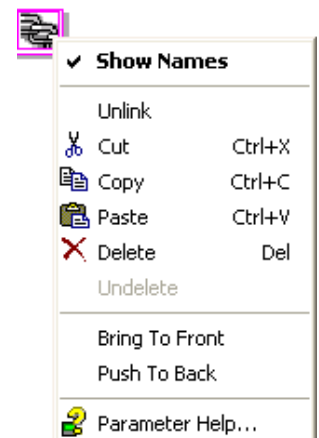 Show Names
Unlink
Cut Ctrl+X
Copy Ctrl+C
Paste Ctrl+V
Delete Del
Undelete
Bring To Front
Push To Back
Parameter Help...